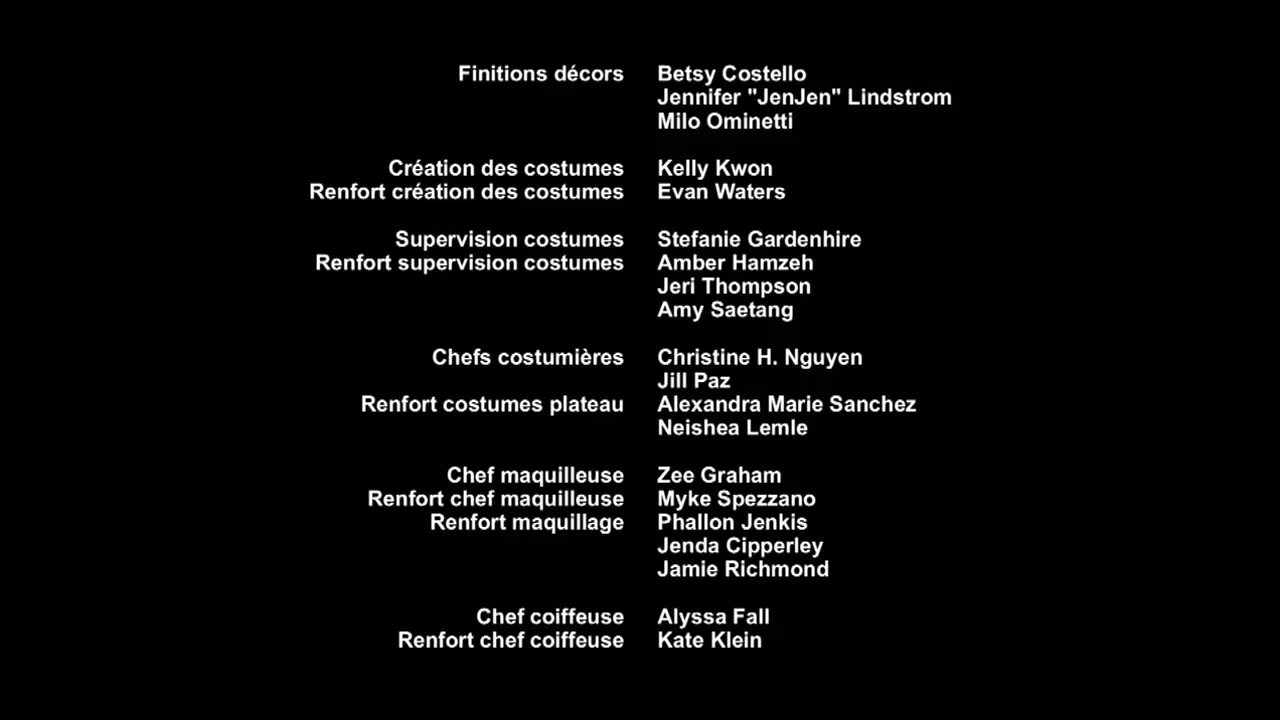 Finitions décors Betsy Costello
Jennifer "JenJen" Lindstrom
Milo Ominetti
Création des costumes Kelly Kwon
Renfort création des costumes Evan Waters
Supervision costumes Stefanie Gardenhire
Renfort supervision costumes Amber Hamzeh
Jeri Thompson
Amy Saetang
Chefs costumières Christine H. Nguyen
Jill Paz
Renfort costumes plateau Alexandra Marie Sanchez
Neishea Lemle
Chef maquilleuse Zee Graham
Renfort chef maquilleuse Myke Spezzano
Renfort maquillage Phallon Jenkis
Jenda Cipperley
Jamie Richmond
Chef coiffeuse Alyssa Fall
Renfort chef coiffeuse Kate Klein